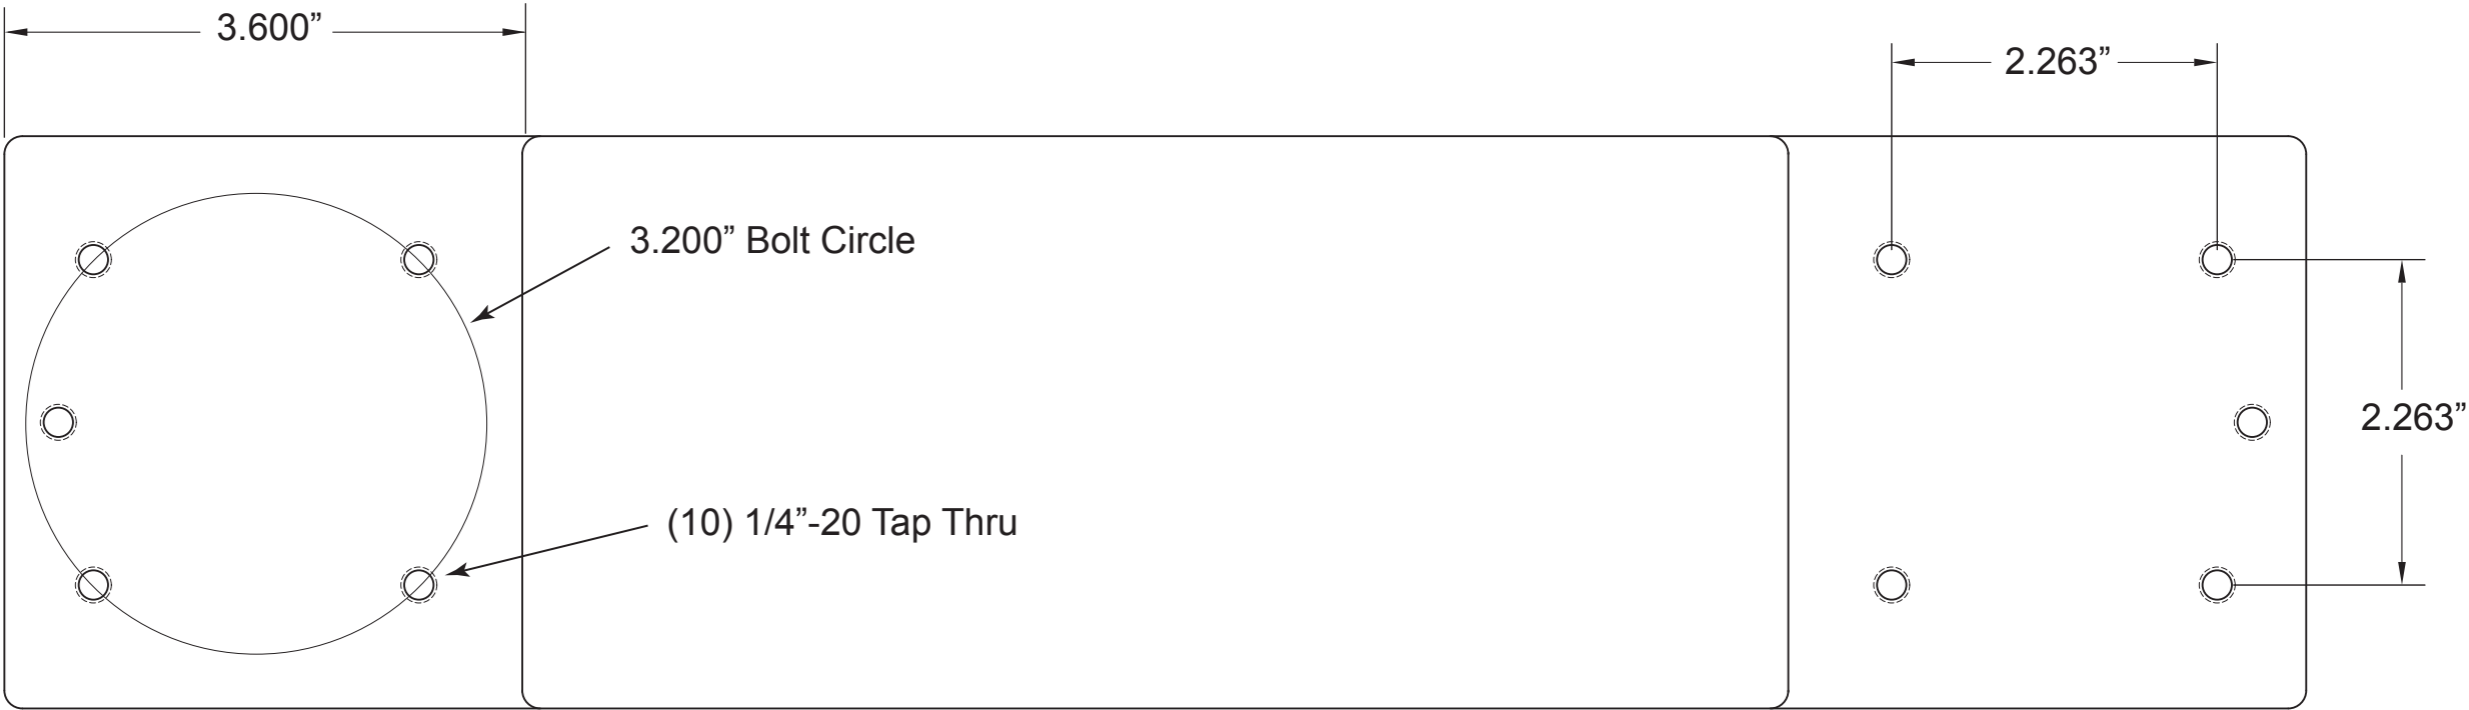 3.600”
2.263”
3.200” Bolt Circle
2.263”
(10) 1/4”-20 Tap Thru